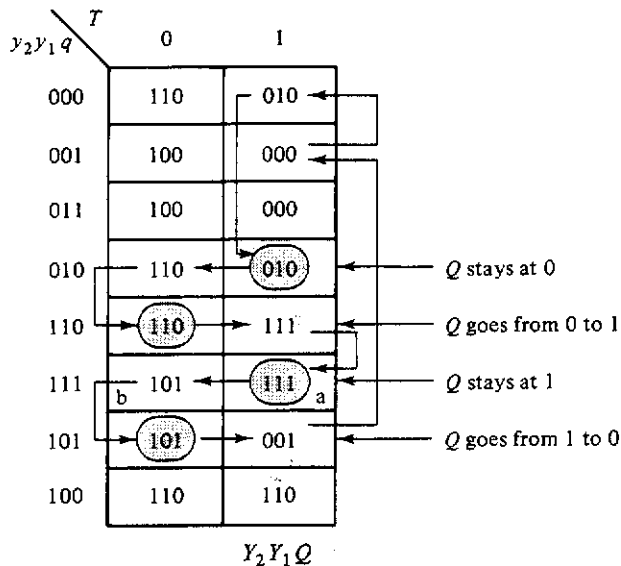 T
y₂y₁q 0 1
000 110 010
001 100 000
011 100 000
010 110 010 Q stays at 0
110 110 111 Q goes from 0 to 1
111 b 101 111 a Q stays at 1
101 101 001 Q goes from 1 to 0
100 110 110
Y₂Y₁Q